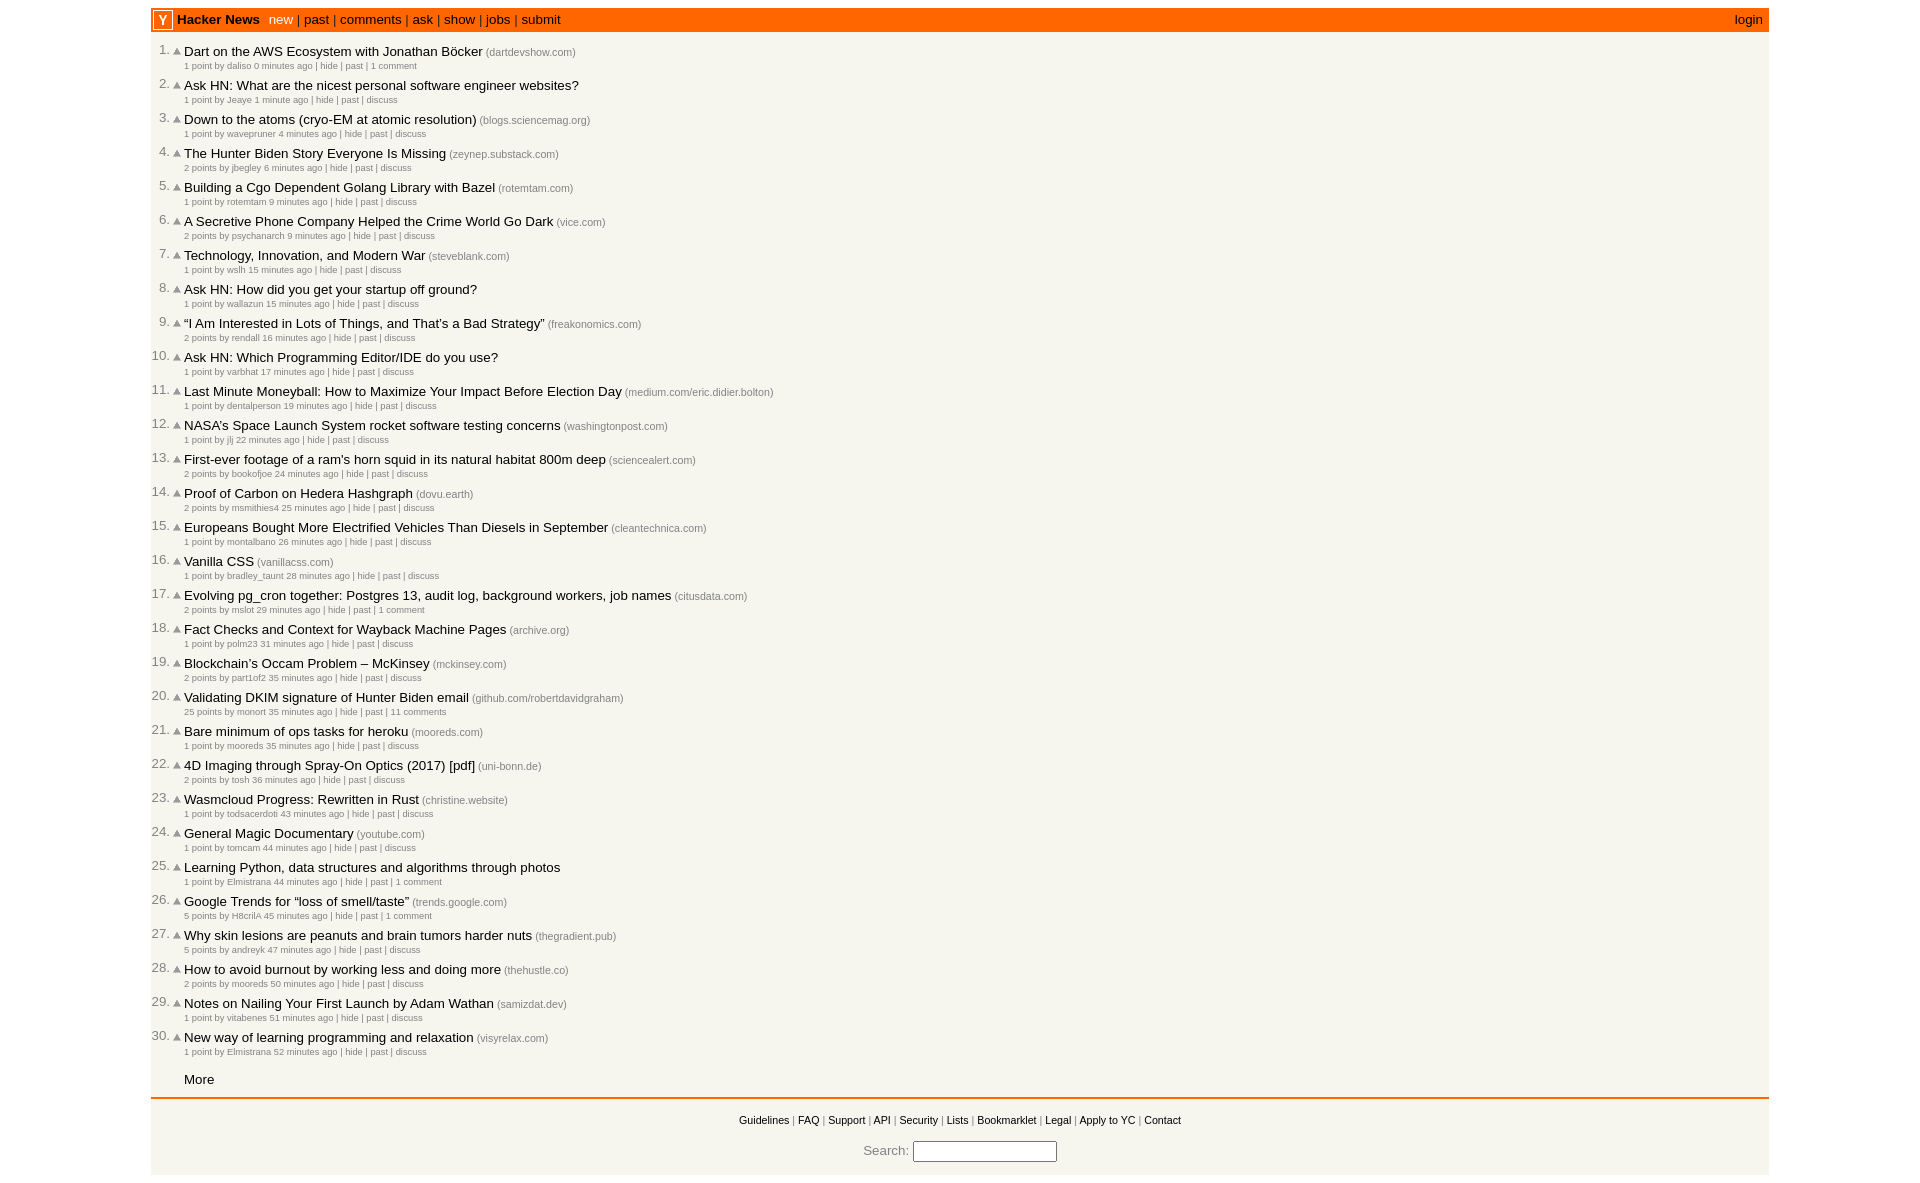 Y Hacker News new | past | comments | ask | show | jobs | submit login
1. Dart on the AWS Ecosystem with Jonathan Böcker (dartdevshow.com)
1 point by daliso 0 minutes ago | hide | past | 1 comment
2. Ask HN: What are the nicest personal software engineer websites?
1 point by Jeaye 1 minute ago | hide | past | discuss
3. Down to the atoms (cryo-EM at atomic resolution) (blogs.sciencemag.org)
1 point by wavepruner 4 minutes ago | hide | past | discuss
4. The Hunter Biden Story Everyone Is Missing (zeynep.substack.com)
2 points by jbegley 6 minutes ago | hide | past | discuss
5. Building a Cgo Dependent Golang Library with Bazel (rotemtam.com)
1 point by rotemtam 9 minutes ago | hide | past | discuss
6. A Secretive Phone Company Helped the Crime World Go Dark (vice.com)
2 points by psychanarch 9 minutes ago | hide | past | discuss
7. Technology, Innovation, and Modern War (steveblank.com)
1 point by wslh 15 minutes ago | hide | past | discuss
8. Ask HN: How did you get your startup off ground?
1 point by wallazun 15 minutes ago | hide | past | discuss
9. “I Am Interested in Lots of Things, and That’s a Bad Strategy” (freakonomics.com)
2 points by rendall 16 minutes ago | hide | past | discuss
10. Ask HN: Which Programming Editor/IDE do you use?
1 point by varbhat 17 minutes ago | hide | past | discuss
11. Last Minute Moneyball: How to Maximize Your Impact Before Election Day (medium.com/eric.didier.bolton)
1 point by dentalperson 19 minutes ago | hide | past | discuss
12. NASA’s Space Launch System rocket software testing concerns (washingtonpost.com)
1 point by jlj 22 minutes ago | hide | past | discuss
13. First-ever footage of a ram's horn squid in its natural habitat 800m deep (sciencealert.com)
2 points by bookofjoe 24 minutes ago | hide | past | discuss
14. Proof of Carbon on Hedera Hashgraph (dovu.earth)
2 points by msmithies4 25 minutes ago | hide | past | discuss
15. Europeans Bought More Electrified Vehicles Than Diesels in September (cleantechnica.com)
1 point by montalbano 26 minutes ago | hide | past | discuss
16. Vanilla CSS (vanillacss.com)
1 point by bradley_taunt 28 minutes ago | hide | past | discuss
17. Evolving pg_cron together: Postgres 13, audit log, background workers, job names (citusdata.com)
2 points by mslot 29 minutes ago | hide | past | 1 comment
18. Fact Checks and Context for Wayback Machine Pages (archive.org)
1 point by polm23 31 minutes ago | hide | past | discuss
19. Blockchain’s Occam Problem – McKinsey (mckinsey.com)
2 points by part1of2 35 minutes ago | hide | past | discuss
20. Validating DKIM signature of Hunter Biden email (github.com/robertdavidgraham)
25 points by monort 35 minutes ago | hide | past | 11 comments
21. Bare minimum of ops tasks for heroku (mooreds.com)
1 point by mooreds 35 minutes ago | hide | past | discuss
22. 4D Imaging through Spray-On Optics (2017) [pdf] (uni-bonn.de)
2 points by tosh 36 minutes ago | hide | past | discuss
23. Wasmcloud Progress: Rewritten in Rust (christine.website)
1 point by todsacerdoti 43 minutes ago | hide | past | discuss
24. General Magic Documentary (youtube.com)
1 point by tomcam 44 minutes ago | hide | past | discuss
25. Learning Python, data structures and algorithms through photos
1 point by Elmistrana 44 minutes ago | hide | past | 1 comment
26. Google Trends for “loss of smell/taste” (trends.google.com)
5 points by H8crilA 45 minutes ago | hide | past | 1 comment
27. Why skin lesions are peanuts and brain tumors harder nuts (thegradient.pub)
5 points by andreyk 47 minutes ago | hide | past | discuss
28. How to avoid burnout by working less and doing more (thehustle.co)
2 points by mooreds 50 minutes ago | hide | past | discuss
29. Notes on Nailing Your First Launch by Adam Wathan (samizdat.dev)
1 point by vitabenes 51 minutes ago | hide | past | discuss
30. New way of learning programming and relaxation (visyrelax.com)
1 point by Elmistrana 52 minutes ago | hide | past | discuss
More
Guidelines | FAQ | Support | API | Security | Lists | Bookmarklet | Legal | Apply to YC | Contact
Search: